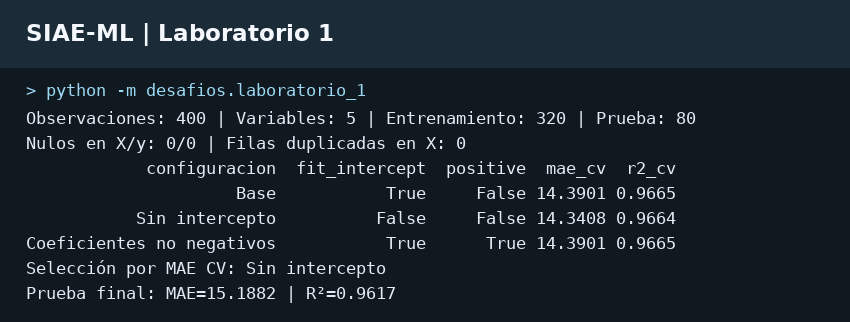 SIAE-ML | Laboratorio 1
> python -m desafios.laboratorio_1
Observaciones: 400 | Variables: 5 | Entrenamiento: 320 | Prueba: 80
Nulos en X/y: 0/0 | Filas duplicadas en X: 0
configuracion fit_intercept positive mae_cv r2_cv
Base True False 14.3901 0.9665
Sin intercepto False False 14.3408 0.9664
Coeficientes no negativos True True 14.3901 0.9665
Selección por MAE CV: Sin intercepto
Prueba final: MAE=15.1882 | R²=0.9617